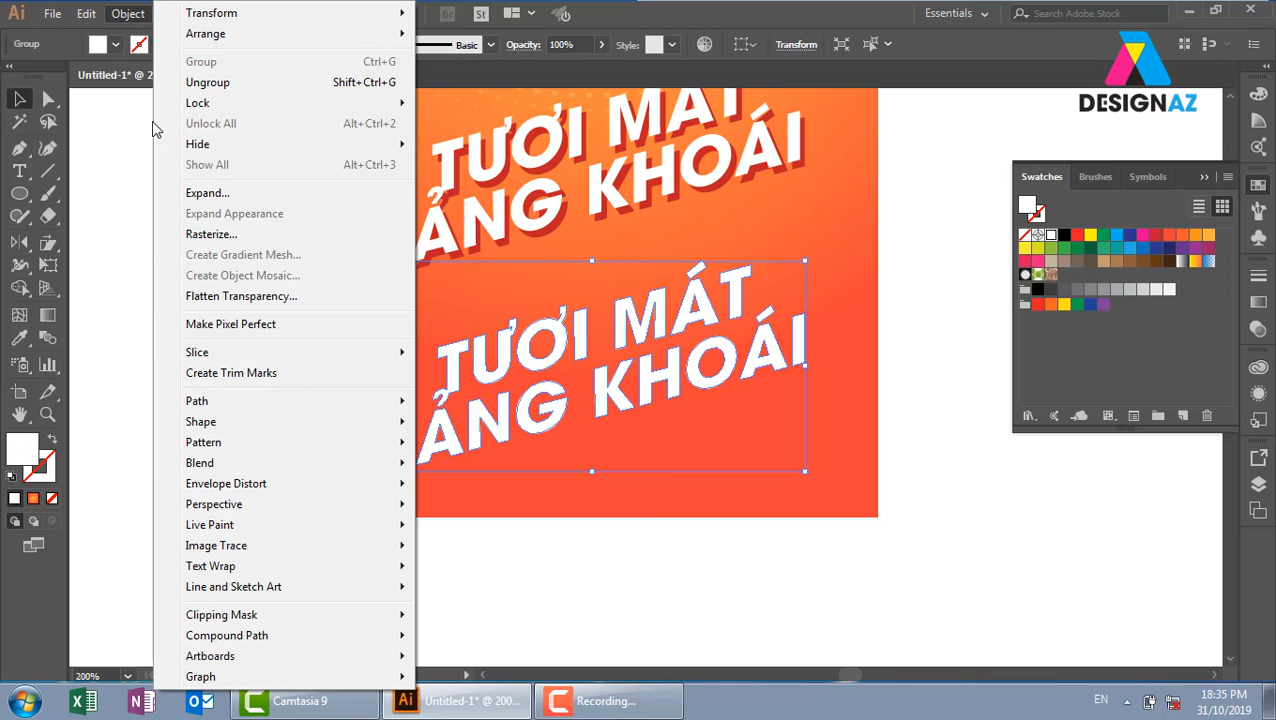 Ai File Edit Object Br St Essentials Search Adobe Stock
Group Basic Opacity: 100% Style: Transform
Untitled-1* @ 2
DESIGNAZ
Transform
Arrange
Group Ctrl+G
Ungroup Shift+Ctrl+G
Lock
Unlock All Alt+Ctrl+2
Hide
Show All Alt+Ctrl+3
Expand...
Expand Appearance
Rasterize...
Create Gradient Mesh...
Create Object Mosaic...
Flatten Transparency...
Make Pixel Perfect
Slice
Create Trim Marks
Path
Shape
Pattern
Blend
Envelope Distort
Perspective
Live Paint
Image Trace
Text Wrap
Line and Sketch Art
Clipping Mask
Compound Path
Artboards
Graph
TƯƠI MÁT
ẢNG KHOÁI
TƯƠI MÁT
ẢNG KHOÁI
Swatches Brushes Symbols
200%
Camtasia 9 Ai Untitled-1* @ 200... Recording... EN 18:35 PM
31/10/2019